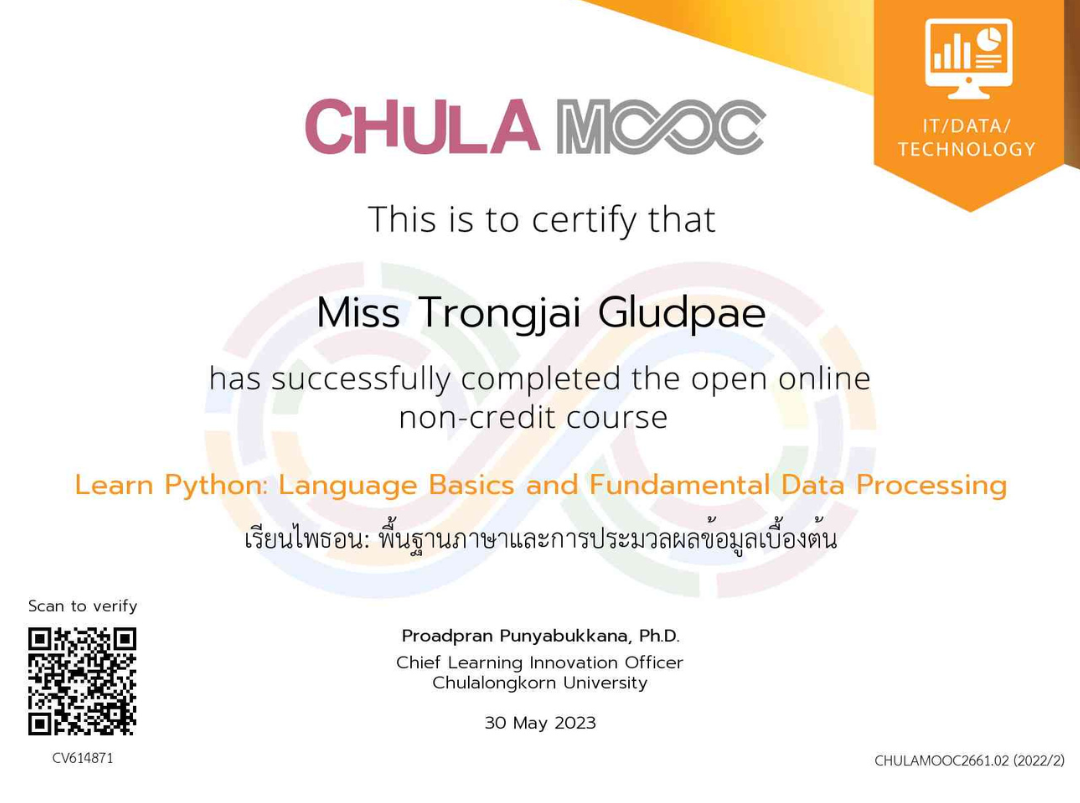 IT/DATA/
TECHNOLOGY
CHULA MOOC
This is to certify that
Miss Trongjai Gludpae
has successfully completed the open online
non-credit course
Learn Python: Language Basics and Fundamental Data Processing
เรียนไพธอน: พื้นฐานภาษาและการประมวลผลข้อมูลเบื้องต้น
Scan to verify
Proadpran Punyabukkana, Ph.D.
Chief Learning Innovation Officer
Chulalongkorn University
30 May 2023
CV614871
CHULAMOOC2661.02 (2022/2)